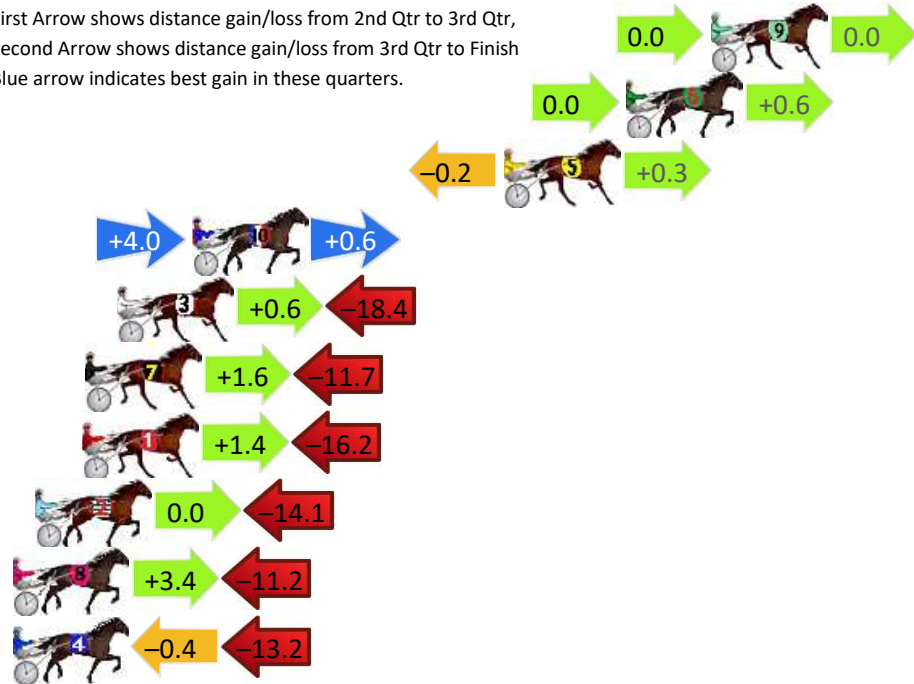 irst Arrow shows distance gain/loss from 2nd Qtr to 3rd Qtr,
econd Arrow shows distance gain/loss from 3rd Qtr to Finish
Blue arrow indicates best gain in these quarters.
0.0 9 0.0
0.0 6 +0.6
–0.2 5 +0.3
+4.0 10 +0.6
3 +0.6 –18.4
7 +1.6 –11.7
1 +1.4 –16.2
2 0.0 –14.1
8 +3.4 –11.2
4 –0.4 –13.2